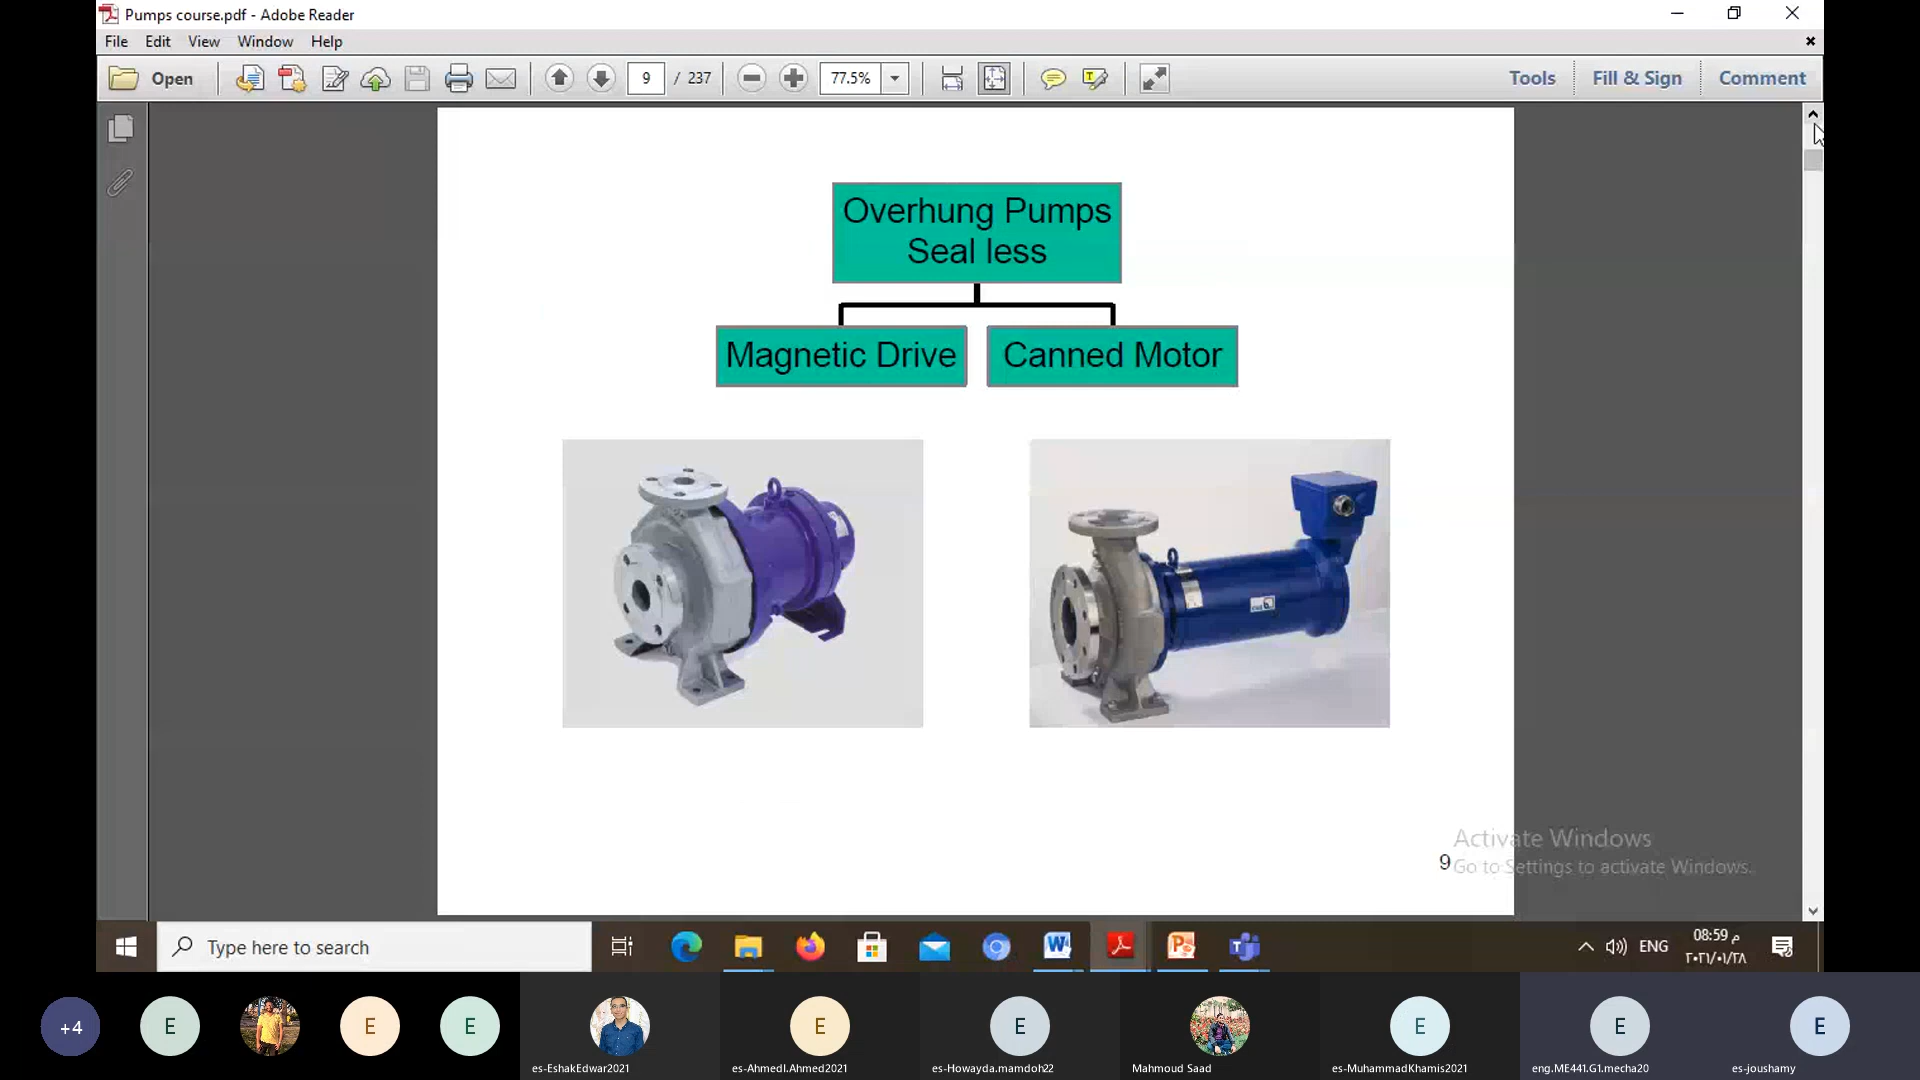 Pumps course.pdf - Adobe Reader
File Edit View Window Help
Open 9 / 237 77.5% Tools Fill & Sign Comment
Overhung Pumps
Seal less
Magnetic Drive Canned Motor
Activate Windows
9 Go to Settings to activate Windows.
Type here to search
ENG
08:59 م
٢٠٢١/٠١/٢٨
+4 E E E E E E E E
es-EshakEdwar2021 es-AhmedI.Ahmed2021 es-Howayda.mamdoh22 Mahmoud Saad es-MuhammadKhamis2021 eng.ME441.G1.mecha20 es-joushamy